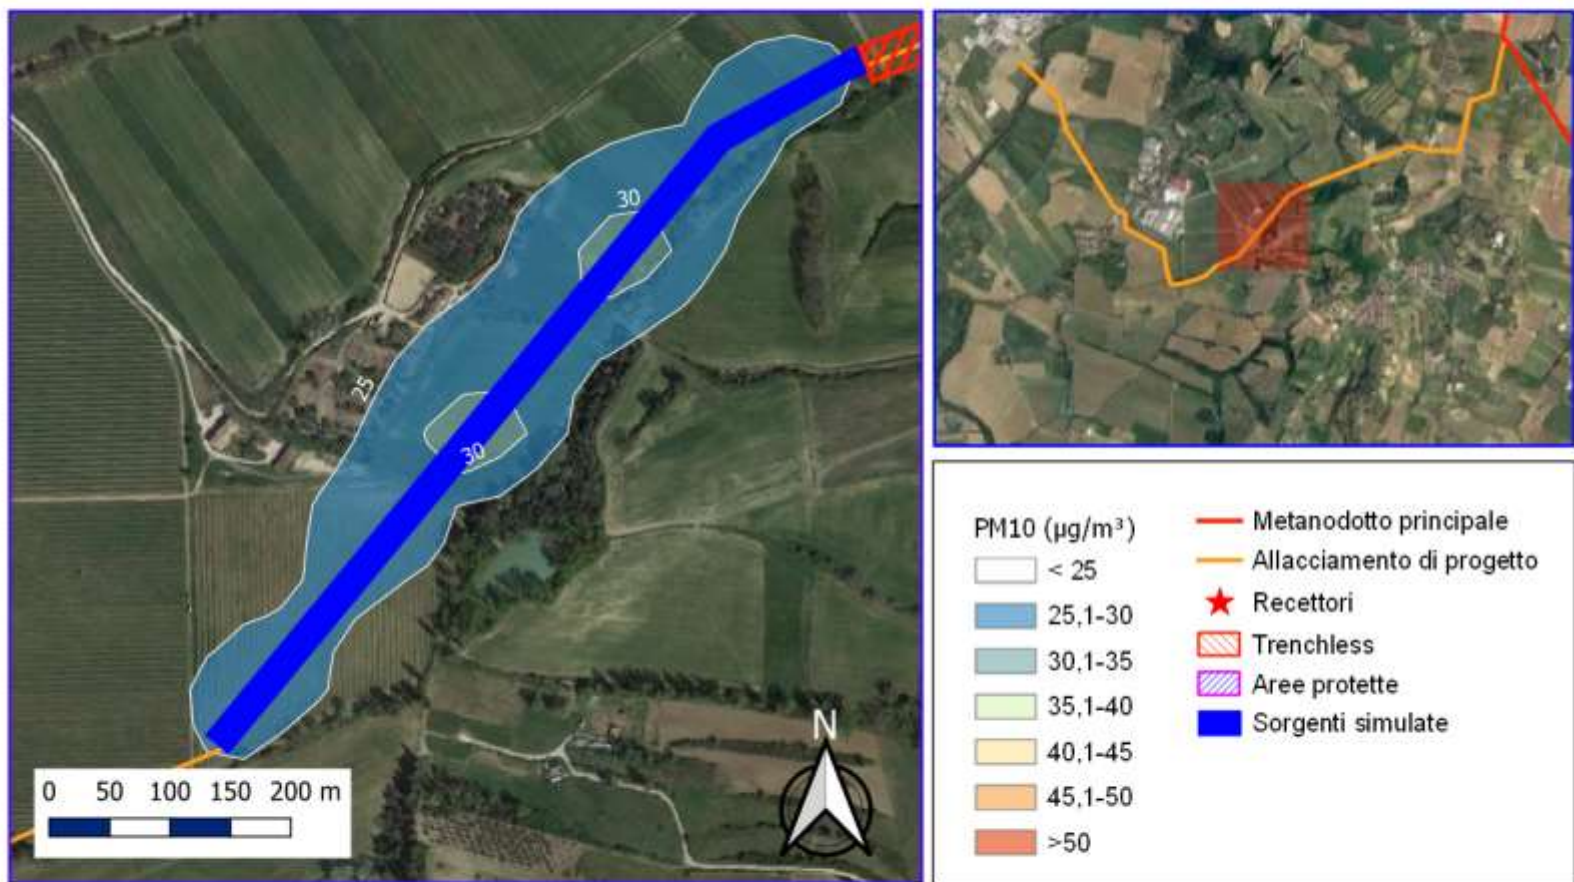 30
25
30
N
0 50 100 150 200 m
PM10 (µg/m³)
< 25
25,1-30
30,1-35
35,1-40
40,1-45
45,1-50
>50
Metanodotto principale
Allacciamento di progetto
Recettori
Trenchless
Aree protette
Sorgenti simulate